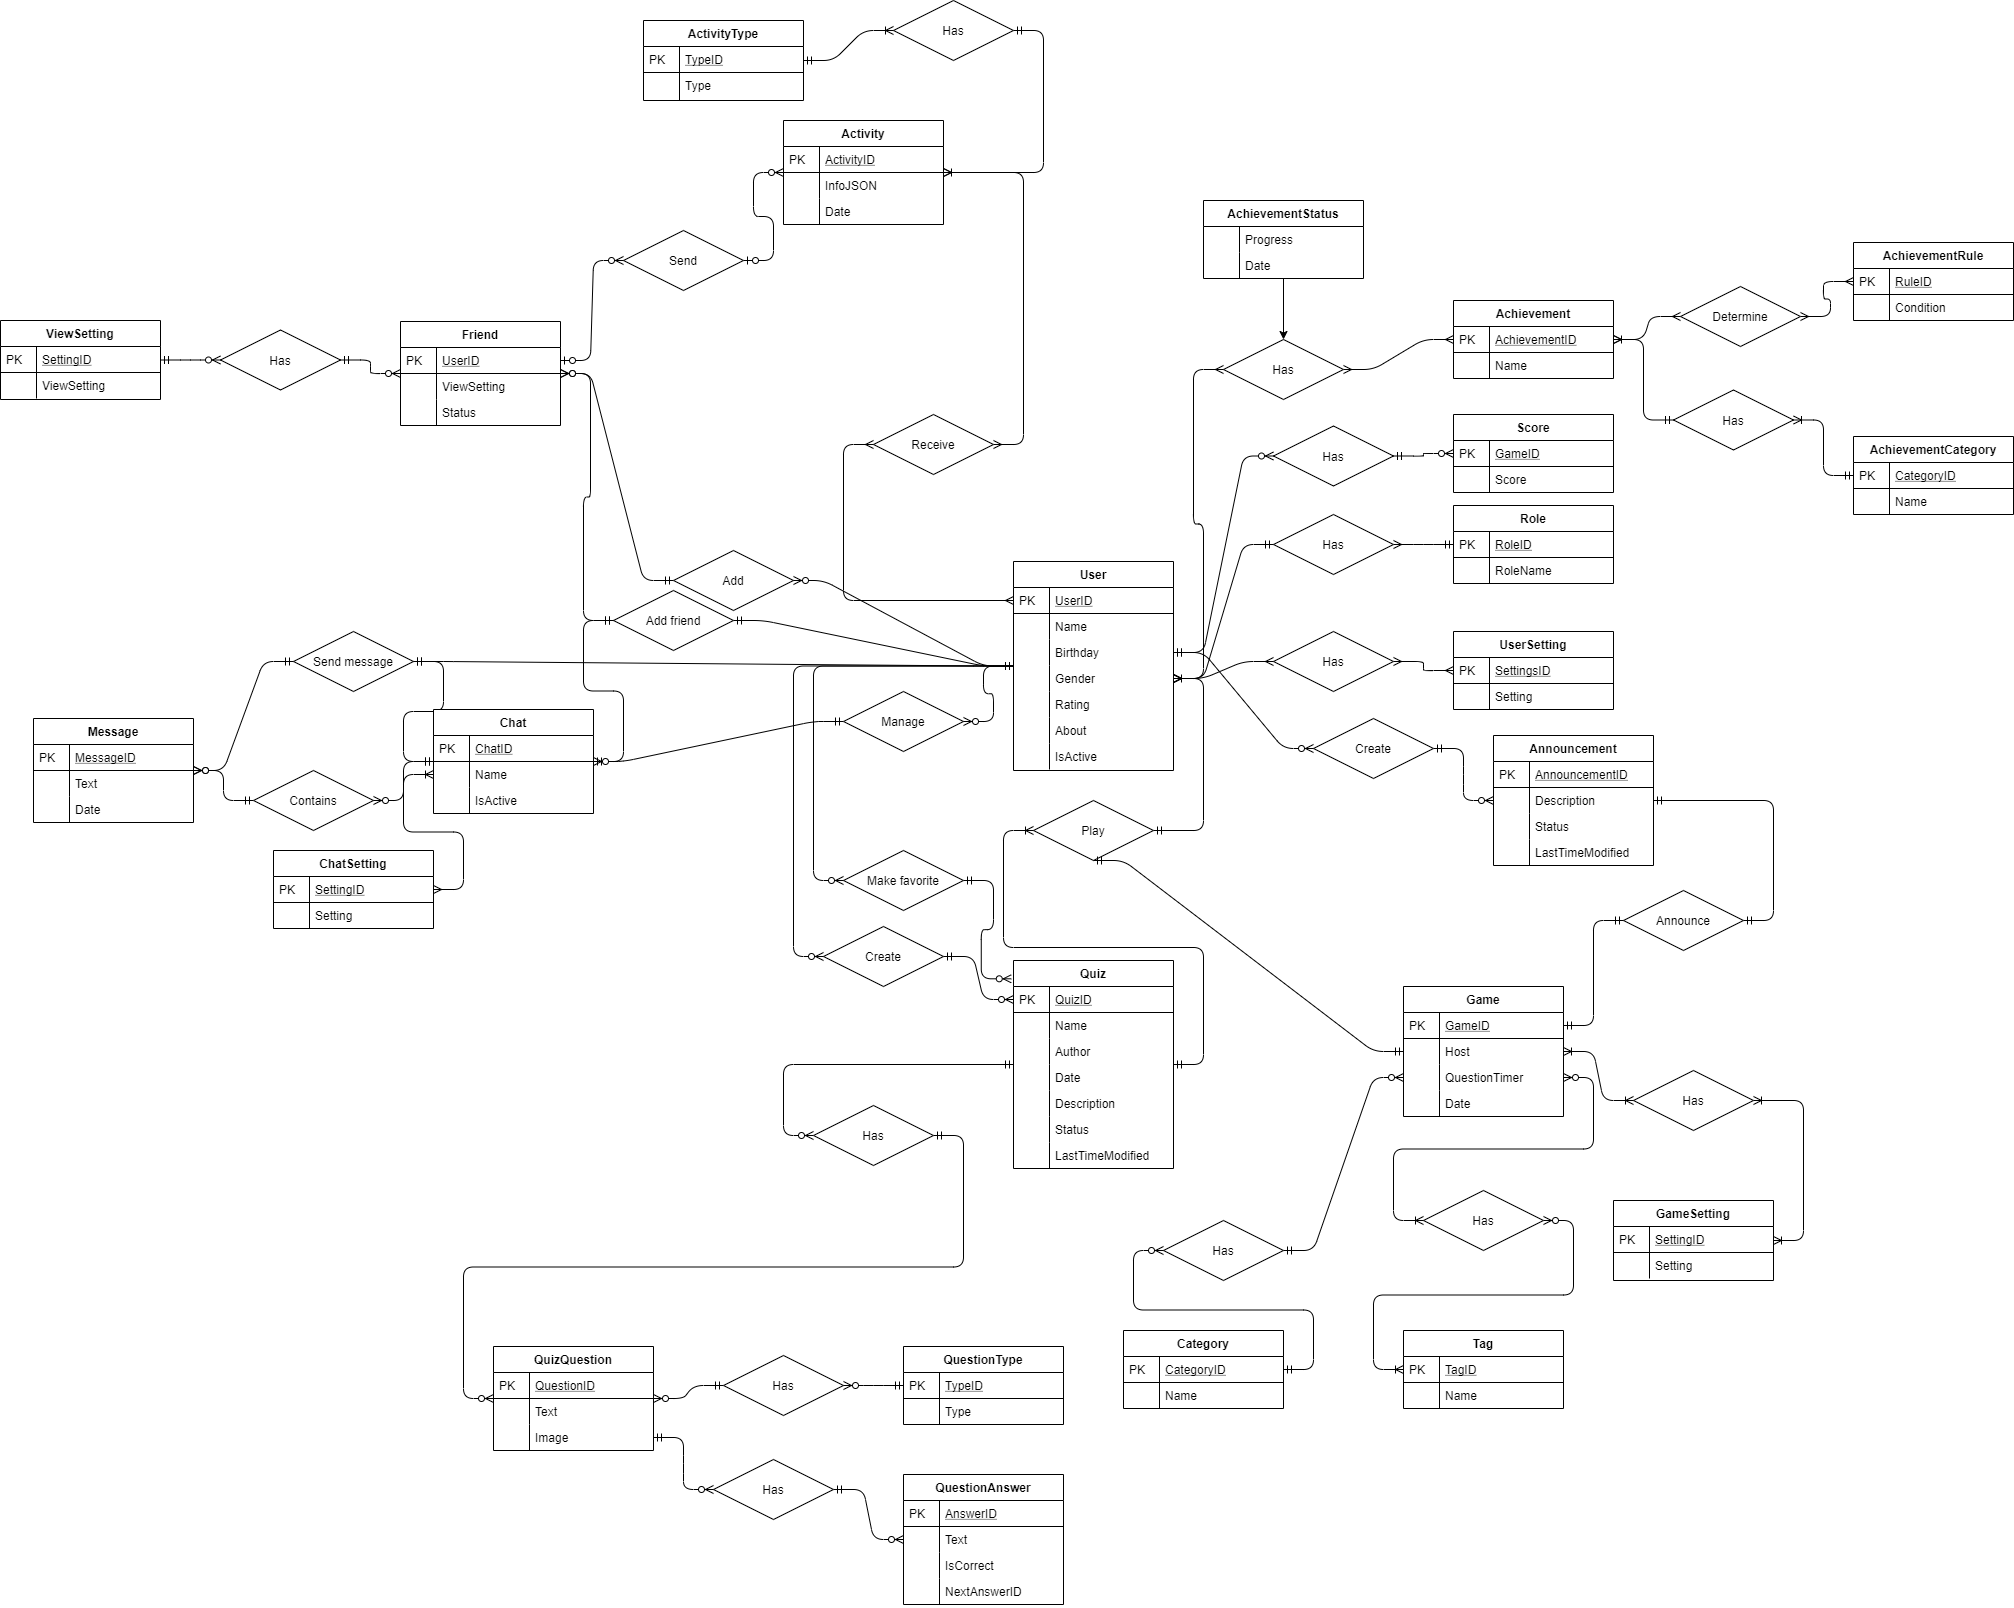 ActivityType
PK TypeID
Type
Has
Activity
PK ActivityID
InfoJSON
Date
Send
ViewSetting
PK SettingID
ViewSetting
Has
Friend
PK UserID
ViewSetting
Status
AchievementStatus
Progress
Date
Has
Achievement
PK AchievementID
Name
Determine
AchievementRule
PK RuleID
Condition
Has
AchievementCategory
PK CategoryID
Name
Receive
Has
Score
PK GameID
Score
Has
Role
PK RoleID
RoleName
Add
Add friend
User
PK UserID
Name
Birthday
Gender
Rating
About
IsActive
Has
UserSetting
PK SettingsID
Setting
Send message
Message
PK MessageID
Text
Date
Contains
Chat
PK ChatID
Name
IsActive
Manage
ChatSetting
PK SettingID
Setting
Create
Announcement
PK AnnouncementID
Description
Status
LastTimeModified
Play
Make favorite
Create
Announce
Quiz
PK QuizID
Name
Author
Date
Description
Status
LastTimeModified
Game
PK GameID
Host
QuestionTimer
Date
Has
Has
Has
Has
GameSetting
PK SettingID
Setting
Category
PK CategoryID
Name
Tag
PK TagID
Name
QuizQuestion
PK QuestionID
Text
Image
Has
QuestionType
PK TypeID
Type
Has
QuestionAnswer
PK AnswerID
Text
IsCorrect
NextAnswerID